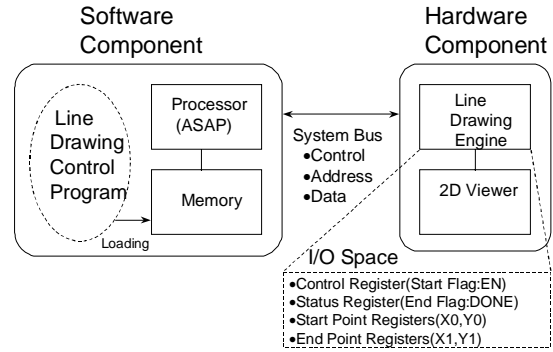 Software
Component
Hardware
Component
Line
Drawing
Control
Program
Processor
(ASAP)
Memory
Loading
System Bus
•Control
•Address
•Data
Line
Drawing
Engine
2D Viewer
I/O Space
•Control Register(Start Flag:EN)
•Status Register(End Flag:DONE)
•Start Point Registers(X0,Y0)
•End Point Registers(X1,Y1)